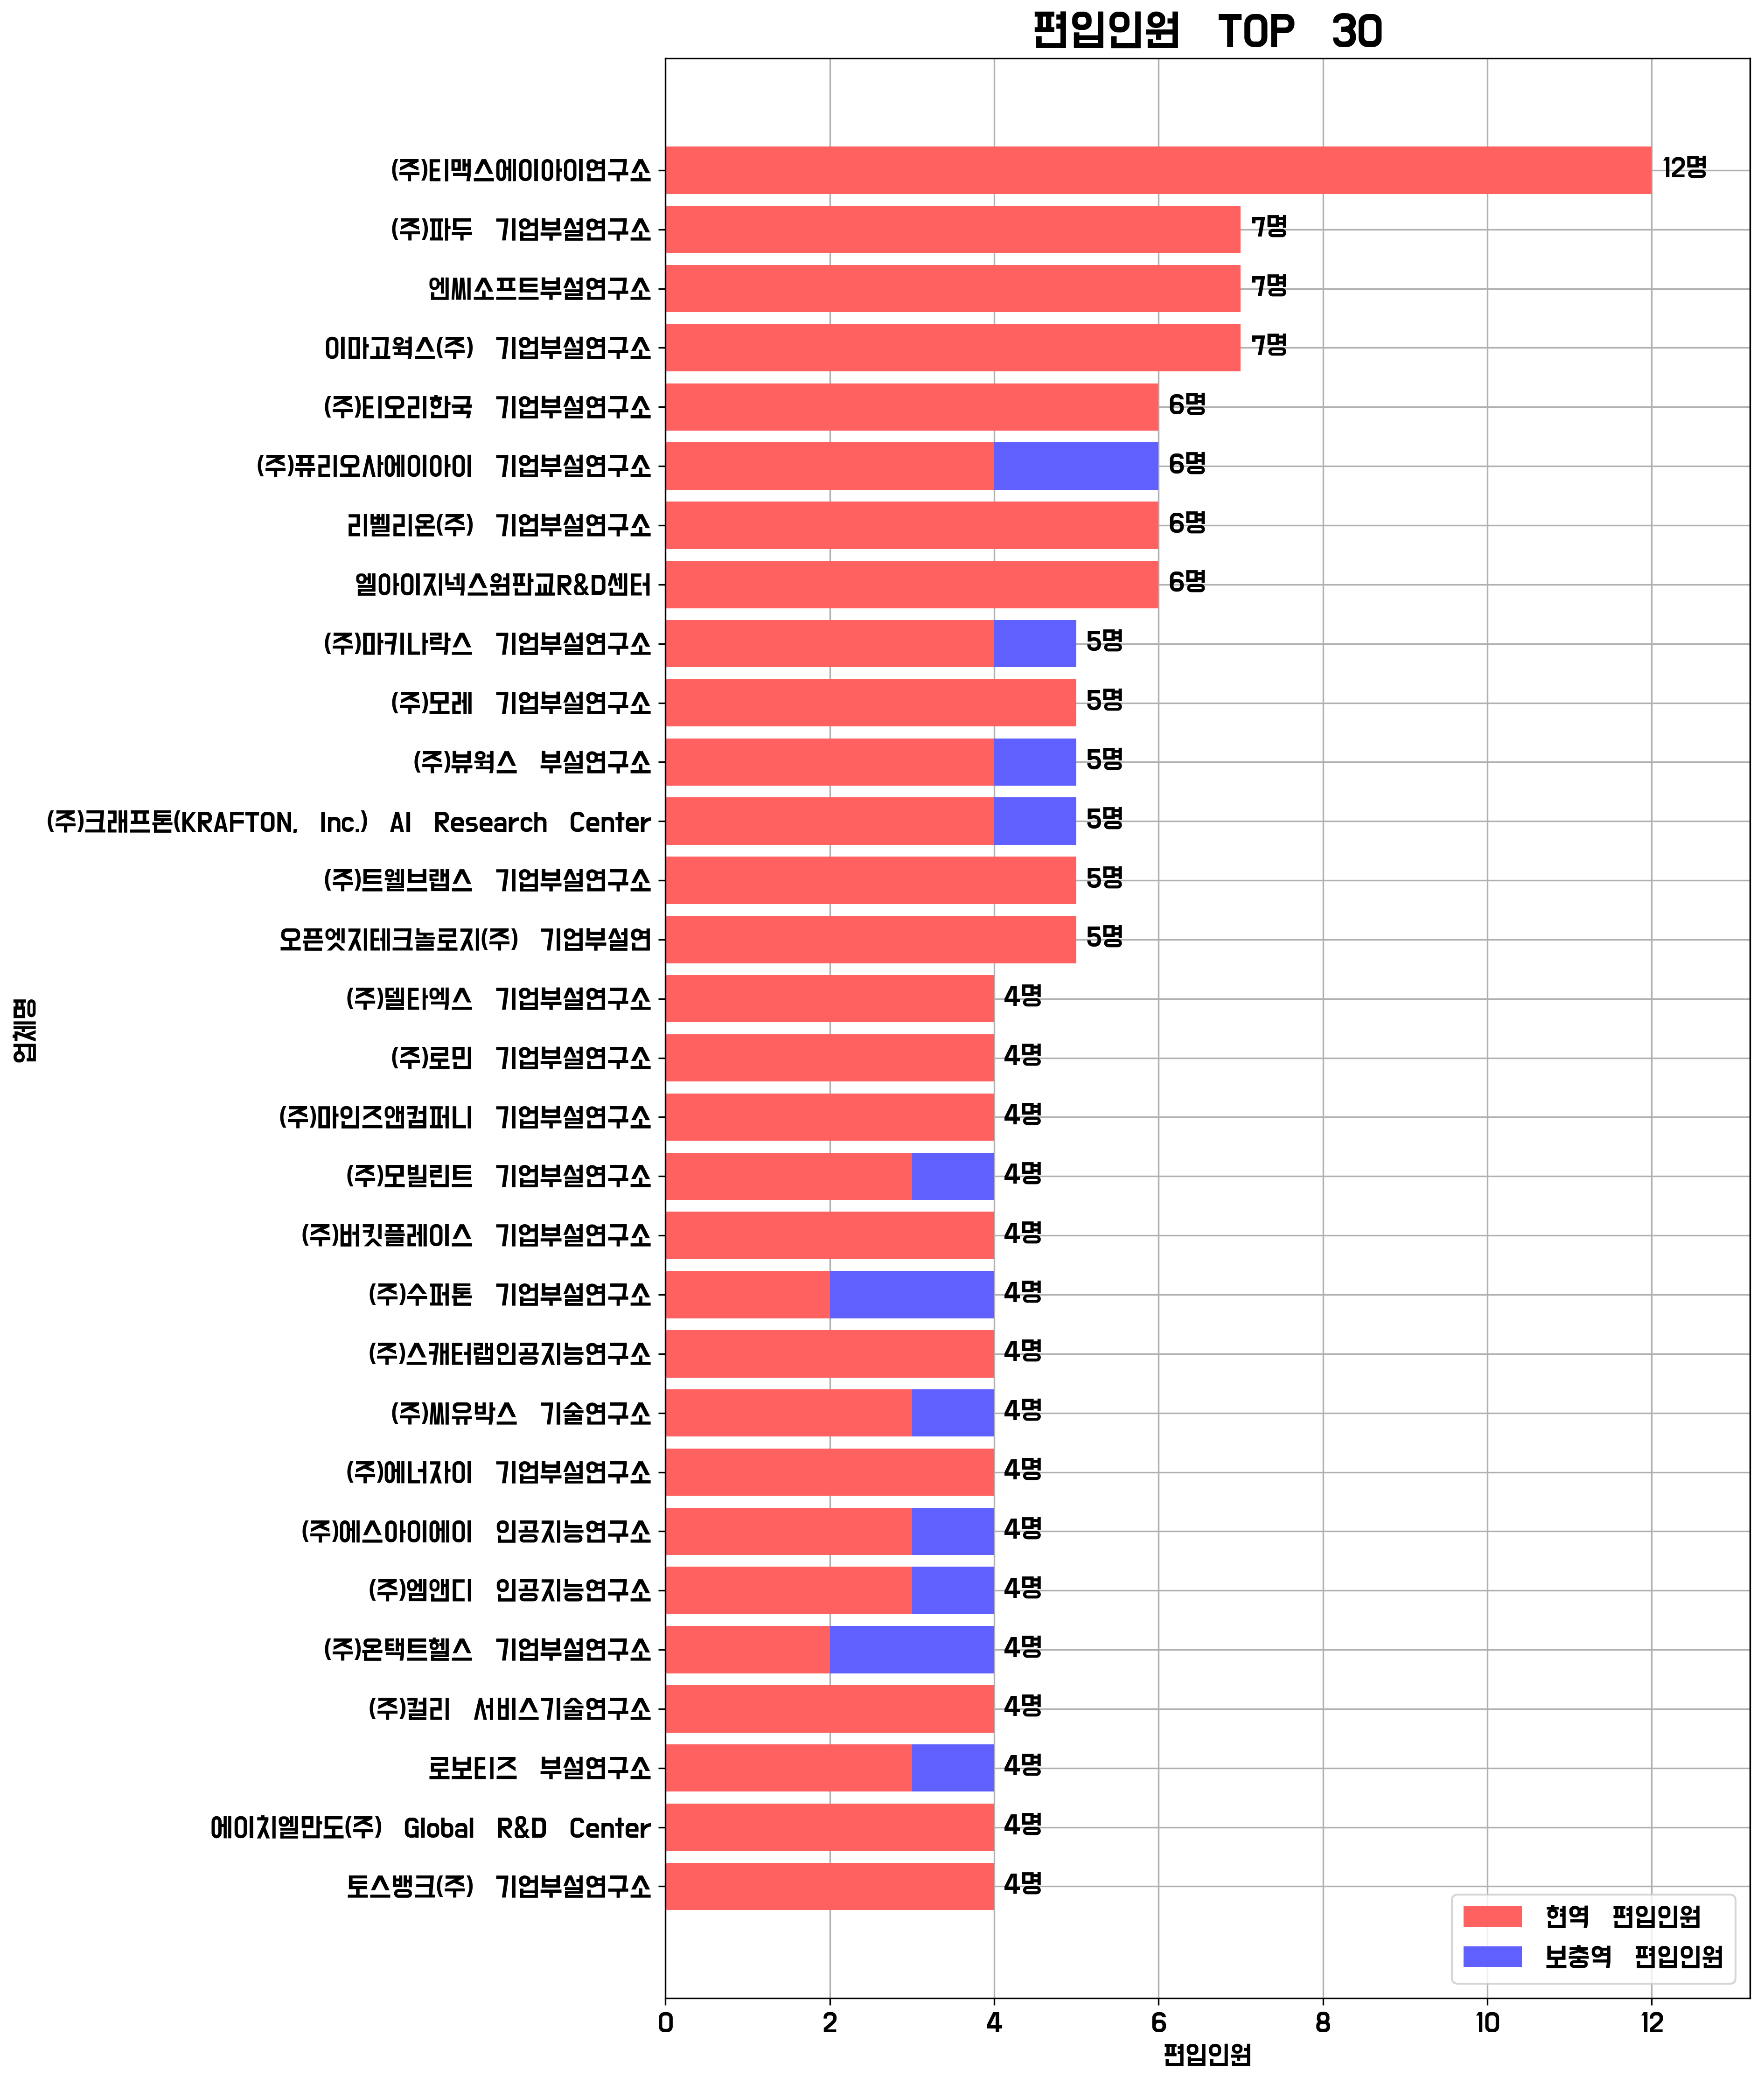 편입인원 TOP 30
(주)티맥스에이아이연구소 12명
(주)파두 기업부설연구소 7명
엔씨소프트부설연구소 7명
이마고웍스(주) 기업부설연구소 7명
(주)티오리한국 기업부설연구소 6명
(주)퓨리오사에이아이 기업부설연구소 6명
리벨리온(주) 기업부설연구소 6명
엘아이지넥스원판교R&D센터 6명
(주)마키나락스 기업부설연구소 5명
(주)모레 기업부설연구소 5명
(주)뷰웍스 부설연구소 5명
(주)크래프톤(KRAFTON, Inc.) AI Research Center 5명
(주)트웰브랩스 기업부설연구소 5명
오픈엣지테크놀로지(주) 기업부설연 5명
(주)델타엑스 기업부설연구소 4명
(주)로민 기업부설연구소 4명
(주)마인즈앤컴퍼니 기업부설연구소 4명
(주)모빌린트 기업부설연구소 4명
(주)버킷플레이스 기업부설연구소 4명
(주)수퍼톤 기업부설연구소 4명
(주)스캐터랩인공지능연구소 4명
(주)씨유박스 기술연구소 4명
(주)에너자이 기업부설연구소 4명
(주)에스아이에이 인공지능연구소 4명
(주)엠앤디 인공지능연구소 4명
(주)온택트헬스 기업부설연구소 4명
(주)컬리 서비스기술연구소 4명
로보티즈 부설연구소 4명
에이치엘만도(주) Global R&D Center 4명
토스뱅크(주) 기업부설연구소 4명
업체명
현역 편입인원
보충역 편입인원
0 2 4 6 8 10 12
편입인원